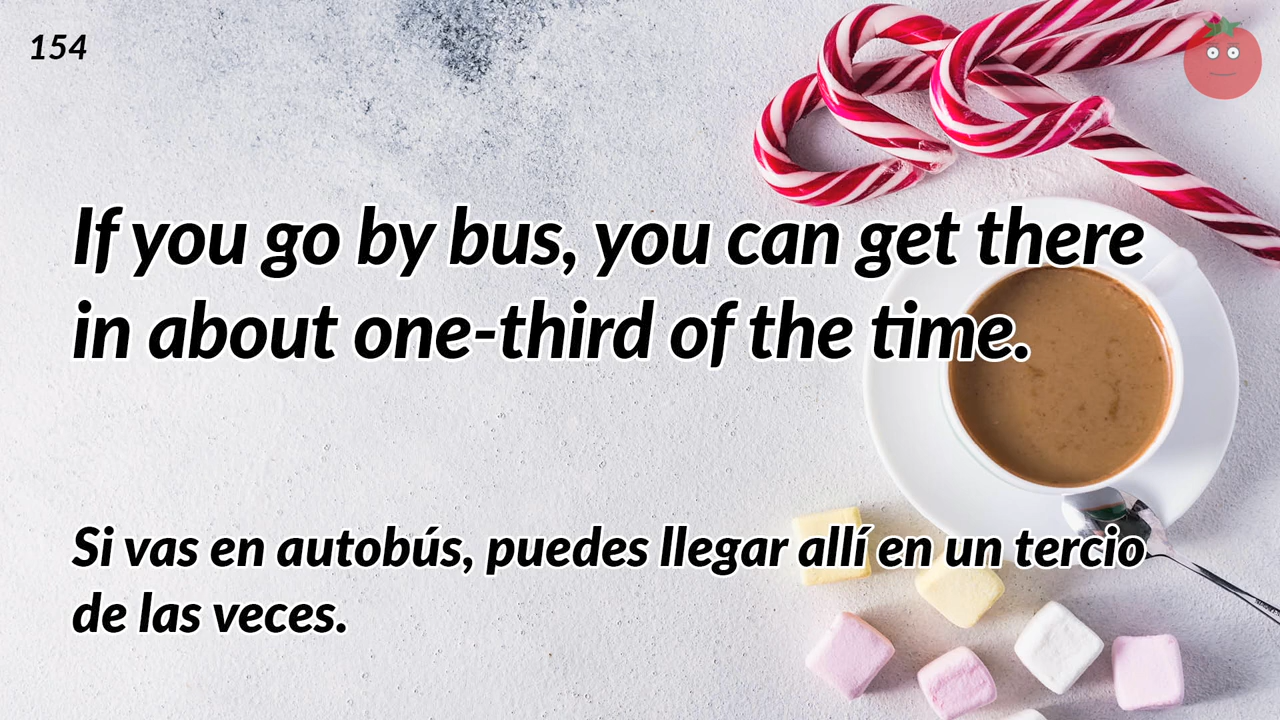 154
If you go by bus, you can get there
in about one-third of the time.
Si vas en autobús, puedes llegar allí en un tercio
de las veces.